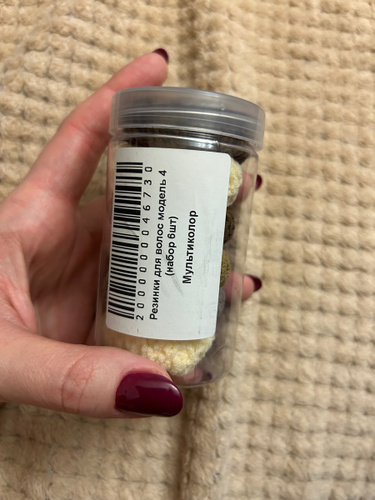 2000000046730
Резинки для волос модель 4
(набор 6шт)
Мультиколор